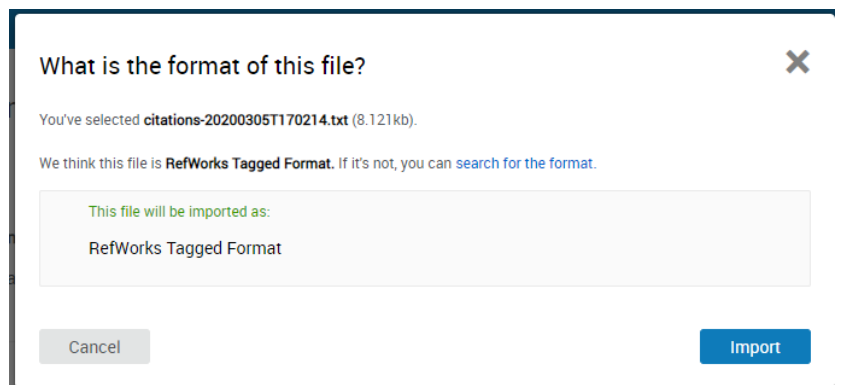 What is the format of this file?
You've selected citations-20200305T170214.txt (8.121kb).
We think this file is RefWorks Tagged Format. If it's not, you can search for the format.
This file will be imported as:
RefWorks Tagged Format
Cancel
Import